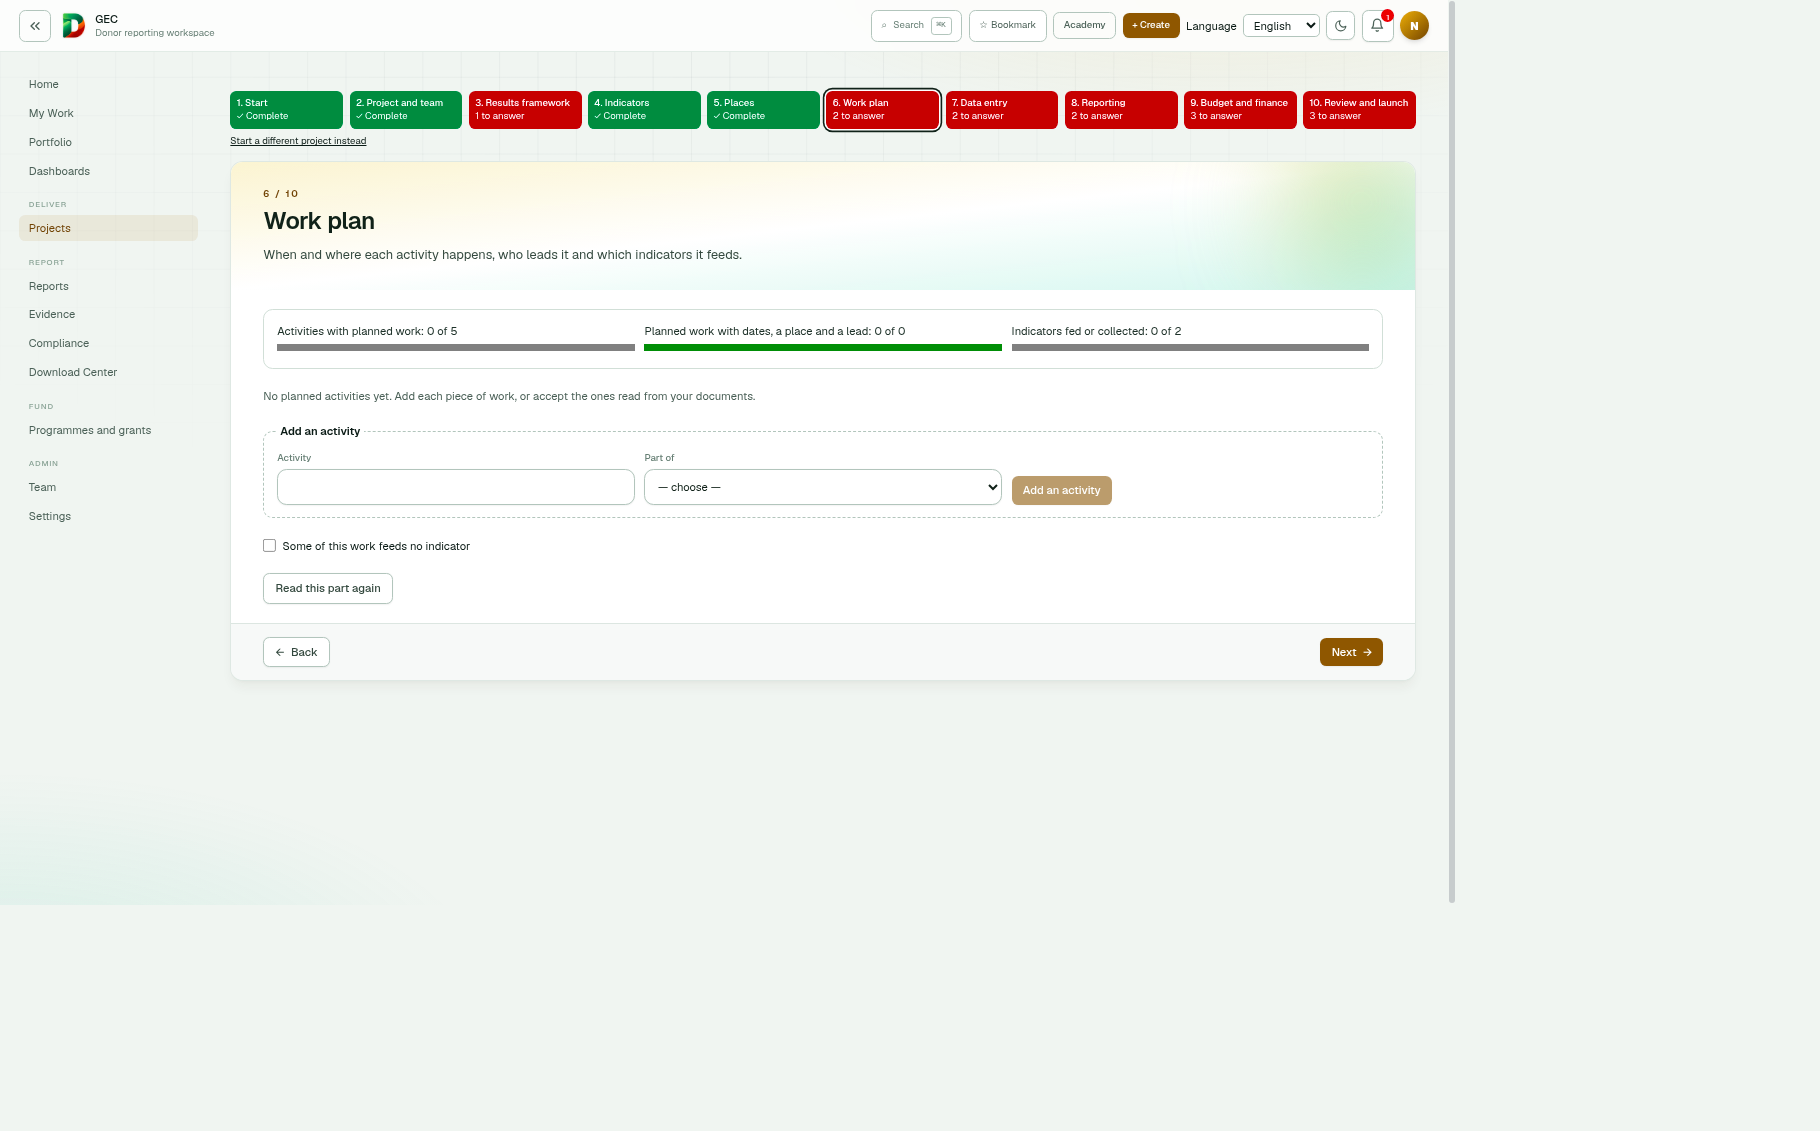 GEC
Donor reporting workspace
Search ⌘K
☆ Bookmark
Academy
+ Create
Language
English
1
N
Home
My Work
Portfolio
Dashboards
DELIVER
Projects
REPORT
Reports
Evidence
Compliance
Download Center
FUND
Programmes and grants
ADMIN
Team
Settings
1. Start
✓ Complete
2. Project and team
✓ Complete
3. Results framework
1 to answer
4. Indicators
✓ Complete
5. Places
✓ Complete
6. Work plan
2 to answer
7. Data entry
2 to answer
8. Reporting
2 to answer
9. Budget and finance
3 to answer
10. Review and launch
3 to answer
Start a different project instead
6 / 10
Work plan
When and where each activity happens, who leads it and which indicators it feeds.
Activities with planned work: 0 of 5
Planned work with dates, a place and a lead: 0 of 0
Indicators fed or collected: 0 of 2
No planned activities yet. Add each piece of work, or accept the ones read from your documents.
Add an activity
Activity
Part of
— choose —
Add an activity
Some of this work feeds no indicator
Read this part again
← Back
Next →